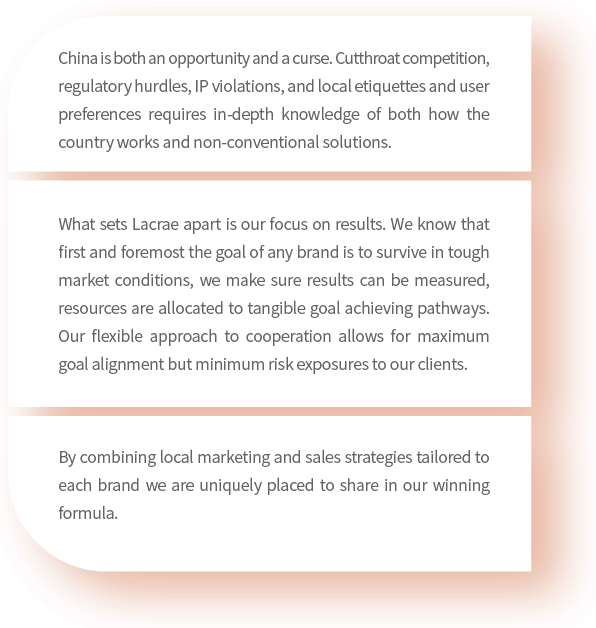 China is both an opportunity and a curse. Cutthroat competition,
regulatory hurdles, IP violations, and local etiquettes and user
preferences requires in-depth knowledge of both how the
country works and non-conventional solutions.
What sets Lacrae apart is our focus on results. We know that
first and foremost the goal of any brand is to survive in tough
market conditions, we make sure results can be measured,
resources are allocated to tangible goal achieving pathways.
Our flexible approach to cooperation allows for maximum
goal alignment but minimum risk exposures to our clients.
By combining local marketing and sales strategies tailored to
each brand we are uniquely placed to share in our winning
formula.